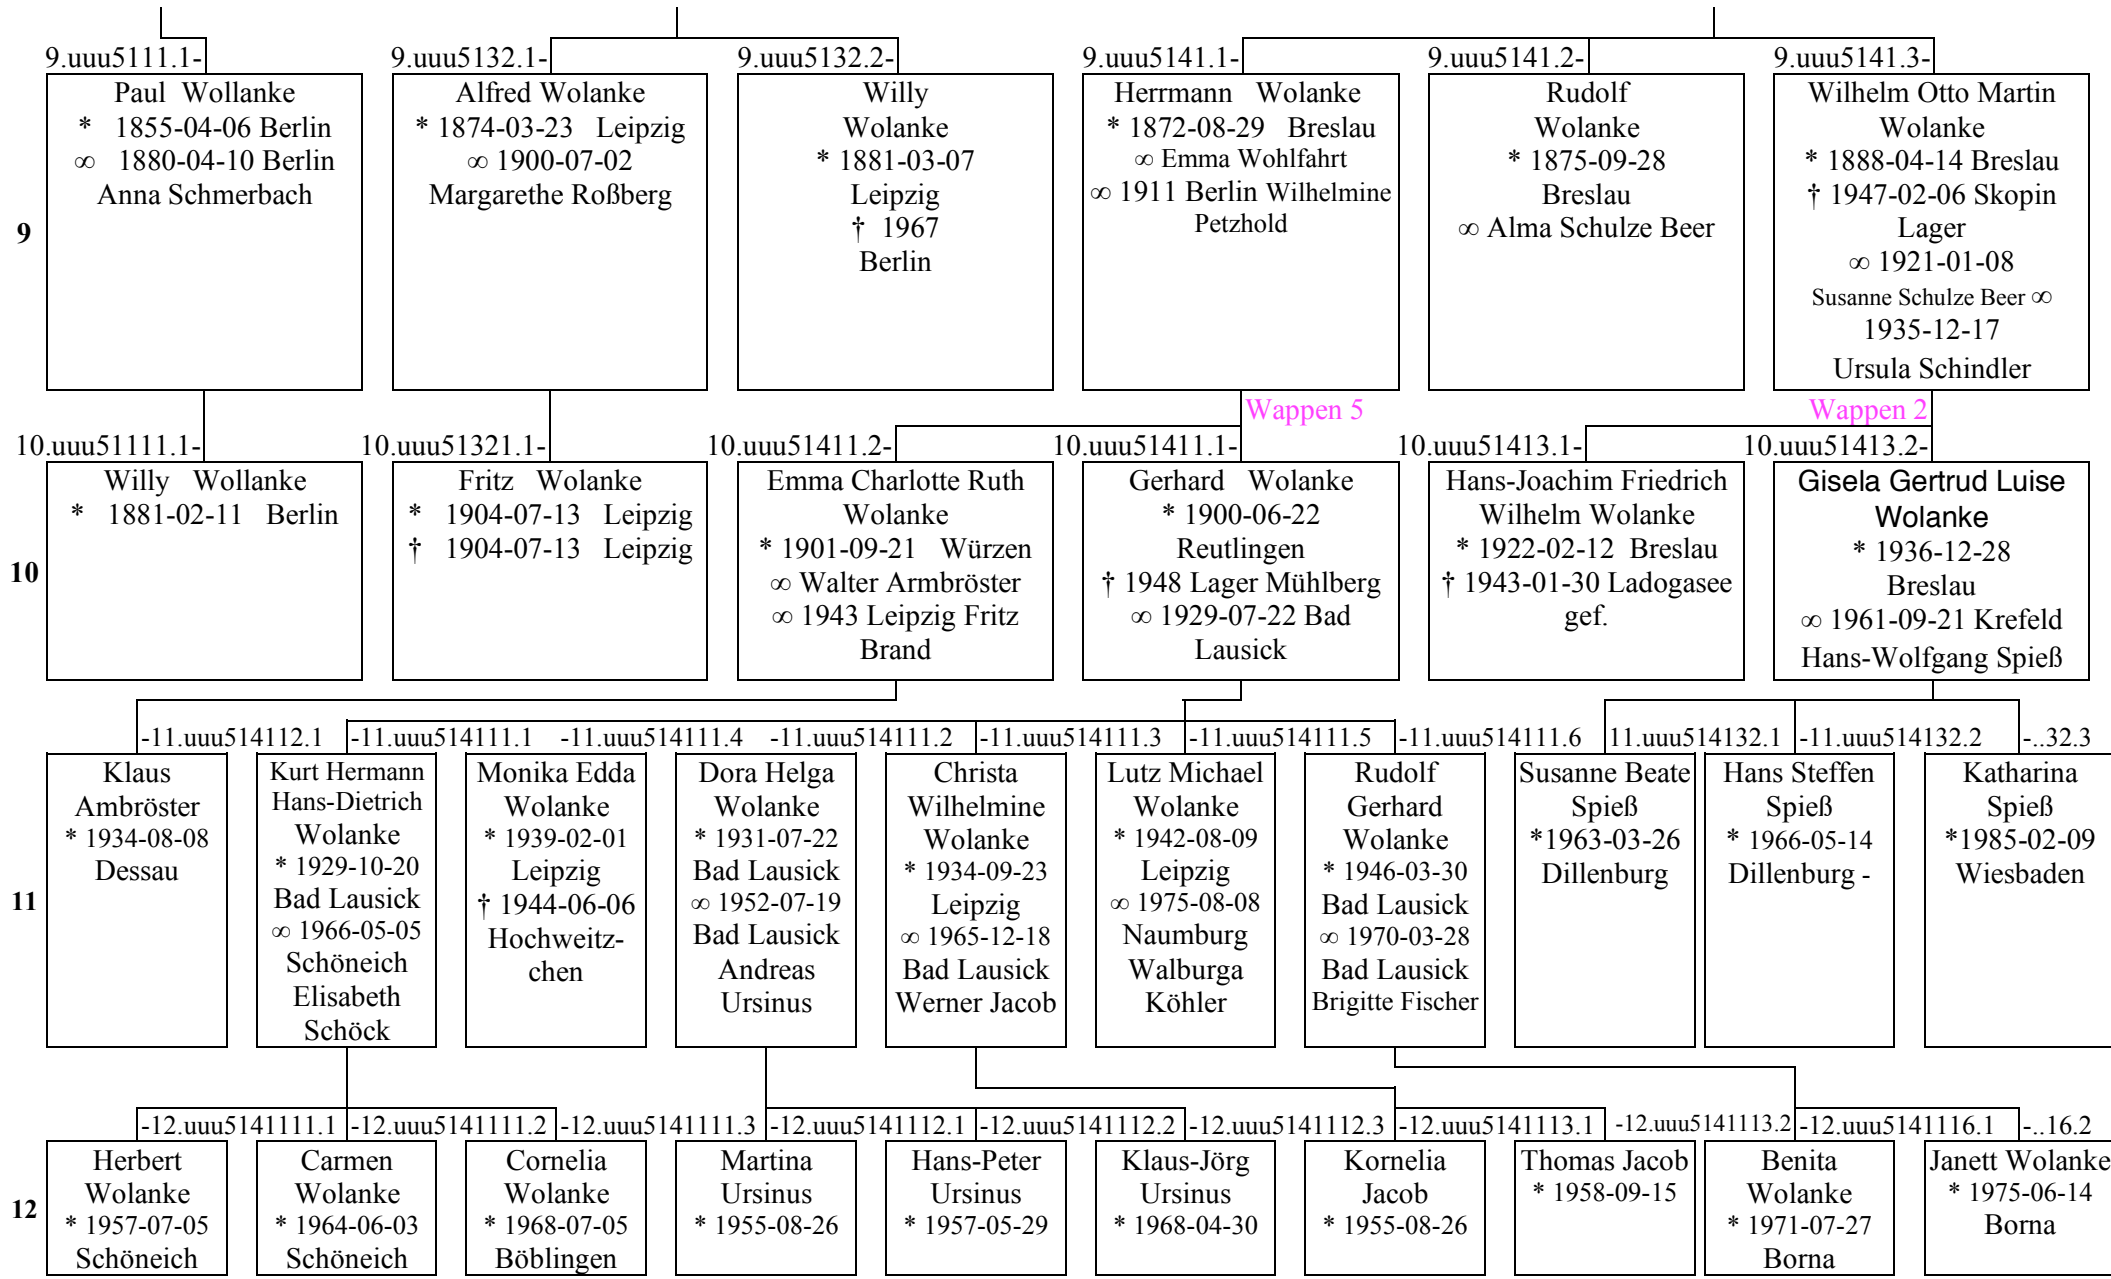 9.uuu5111.1-
9.uuu5132.1-
9.uuu5132.2-
9.uuu5141.1-
9.uuu5141.2-
9.uuu5141.3-
9
Paul Wollanke
* 1855-04-06 Berlin
∞ 1880-04-10 Berlin
Anna Schmerbach
Alfred Wolanke
* 1874-03-23 Leipzig
∞ 1900-07-02
Margarethe Roßberg
Willy
Wolanke
* 1881-03-07
Leipzig
† 1967
Berlin
Herrmann Wolanke
* 1872-08-29 Breslau
∞ Emma Wohlfahrt
∞ 1911 Berlin Wilhelmine
Petzhold
Rudolf
Wolanke
* 1875-09-28
Breslau
∞ Alma Schulze Beer
Wilhelm Otto Martin
Wolanke
* 1888-04-14 Breslau
† 1947-02-06 Skopin
Lager
∞ 1921-01-08
Susanne Schulze Beer ∞
1935-12-17
Ursula Schindler
Wappen 5
Wappen 2
10.uuu51111.1-
10.uuu51321.1-
10.uuu51411.2-
10.uuu51411.1-
10.uuu51413.1-
10.uuu51413.2-
10
Willy Wollanke
* 1881-02-11 Berlin
Fritz Wolanke
* 1904-07-13 Leipzig
† 1904-07-13 Leipzig
Emma Charlotte Ruth
Wolanke
* 1901-09-21 Würzen
∞ Walter Armbröster
∞ 1943 Leipzig Fritz
Brand
Gerhard Wolanke
* 1900-06-22
Reutlingen
† 1948 Lager Mühlberg
∞ 1929-07-22 Bad
Lausick
Hans-Joachim Friedrich
Wilhelm Wolanke
* 1922-02-12 Breslau
† 1943-01-30 Ladogasee
gef.
Gisela Gertrud Luise
Wolanke
* 1936-12-28
Breslau
∞ 1961-09-21 Krefeld
Hans-Wolfgang Spieß
-11.uuu514112.1
-11.uuu514111.1
-11.uuu514111.4
-11.uuu514111.2
-11.uuu514111.3
-11.uuu514111.5
-11.uuu514111.6
11.uuu514132.1
-11.uuu514132.2
-..32.3
11
Klaus
Ambröster
* 1934-08-08
Dessau
Kurt Hermann
Hans-Dietrich
Wolanke
* 1929-10-20
Bad Lausick
∞ 1966-05-05
Schöneich
Elisabeth
Schöck
Monika Edda
Wolanke
* 1939-02-01
Leipzig
† 1944-06-06
Hochweitz-
chen
Dora Helga
Wolanke
* 1931-07-22
Bad Lausick
∞ 1952-07-19
Bad Lausick
Andreas
Ursinus
Christa
Wilhelmine
Wolanke
* 1934-09-23
Leipzig
∞ 1965-12-18
Bad Lausick
Werner Jacob
Lutz Michael
Wolanke
* 1942-08-09
Leipzig
∞ 1975-08-08
Naumburg
Walburga
Köhler
Rudolf
Gerhard
Wolanke
* 1946-03-30
Bad Lausick
∞ 1970-03-28
Bad Lausick
Brigitte Fischer
Susanne Beate
Spieß
*1963-03-26
Dillenburg
Hans Steffen
Spieß
* 1966-05-14
Dillenburg -
Katharina
Spieß
*1985-02-09
Wiesbaden
-12.uuu5141111.1
-12.uuu5141111.2
-12.uuu5141111.3
-12.uuu5141112.1
-12.uuu5141112.2
-12.uuu5141112.3
-12.uuu5141113.1
-12.uuu5141113.2
-12.uuu5141116.1
-..16.2
12
Herbert
Wolanke
* 1957-07-05
Schöneich
Carmen
Wolanke
* 1964-06-03
Schöneich
Cornelia
Wolanke
* 1968-07-05
Böblingen
Martina
Ursinus
* 1955-08-26
Hans-Peter
Ursinus
* 1957-05-29
Klaus-Jörg
Ursinus
* 1968-04-30
Kornelia
Jacob
* 1955-08-26
Thomas Jacob
* 1958-09-15
Benita
Wolanke
* 1971-07-27
Borna
Janett Wolanke
* 1975-06-14
Borna